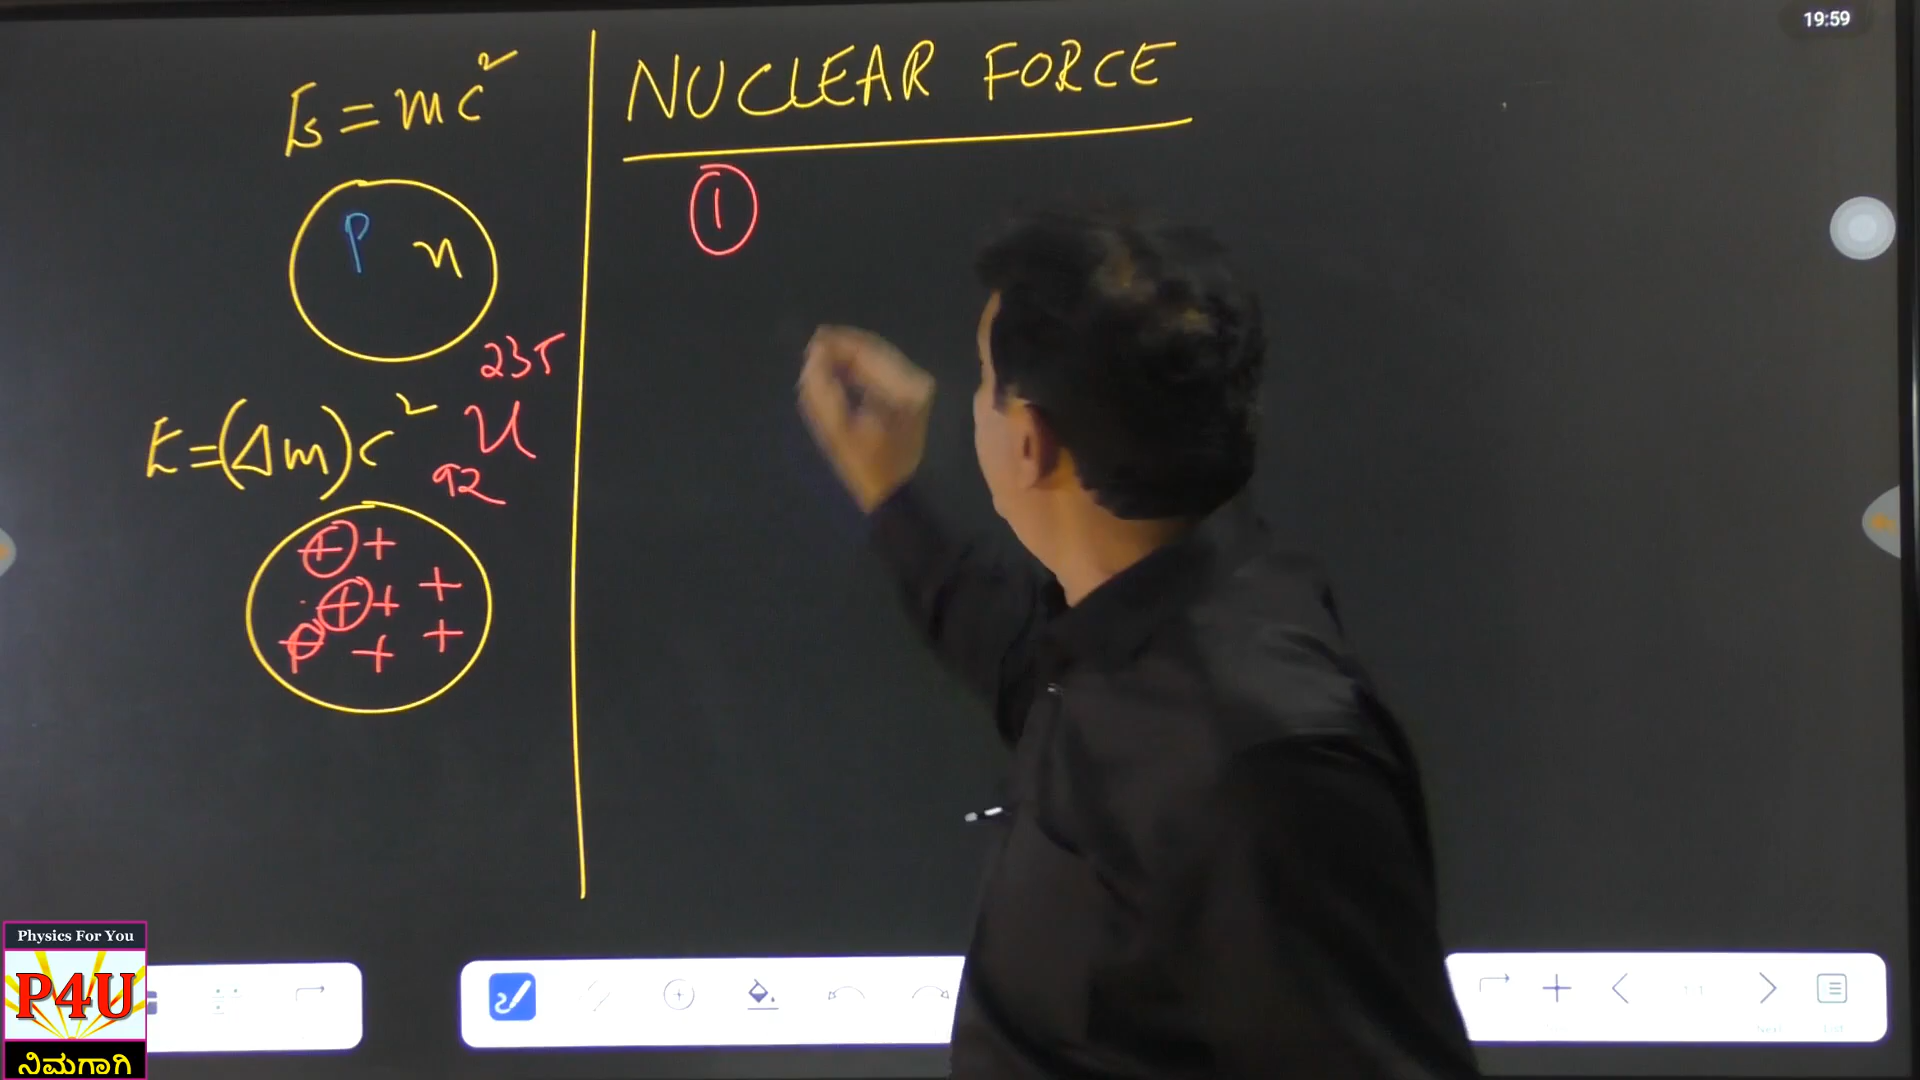 19:59
E = mc²
P n
E = (Δm)c²
235
U
92
+ +
+ + +
P + +
NUCLEAR FORCE
1
Physics For You
P4U
ನಿಮಗಾಗಿ